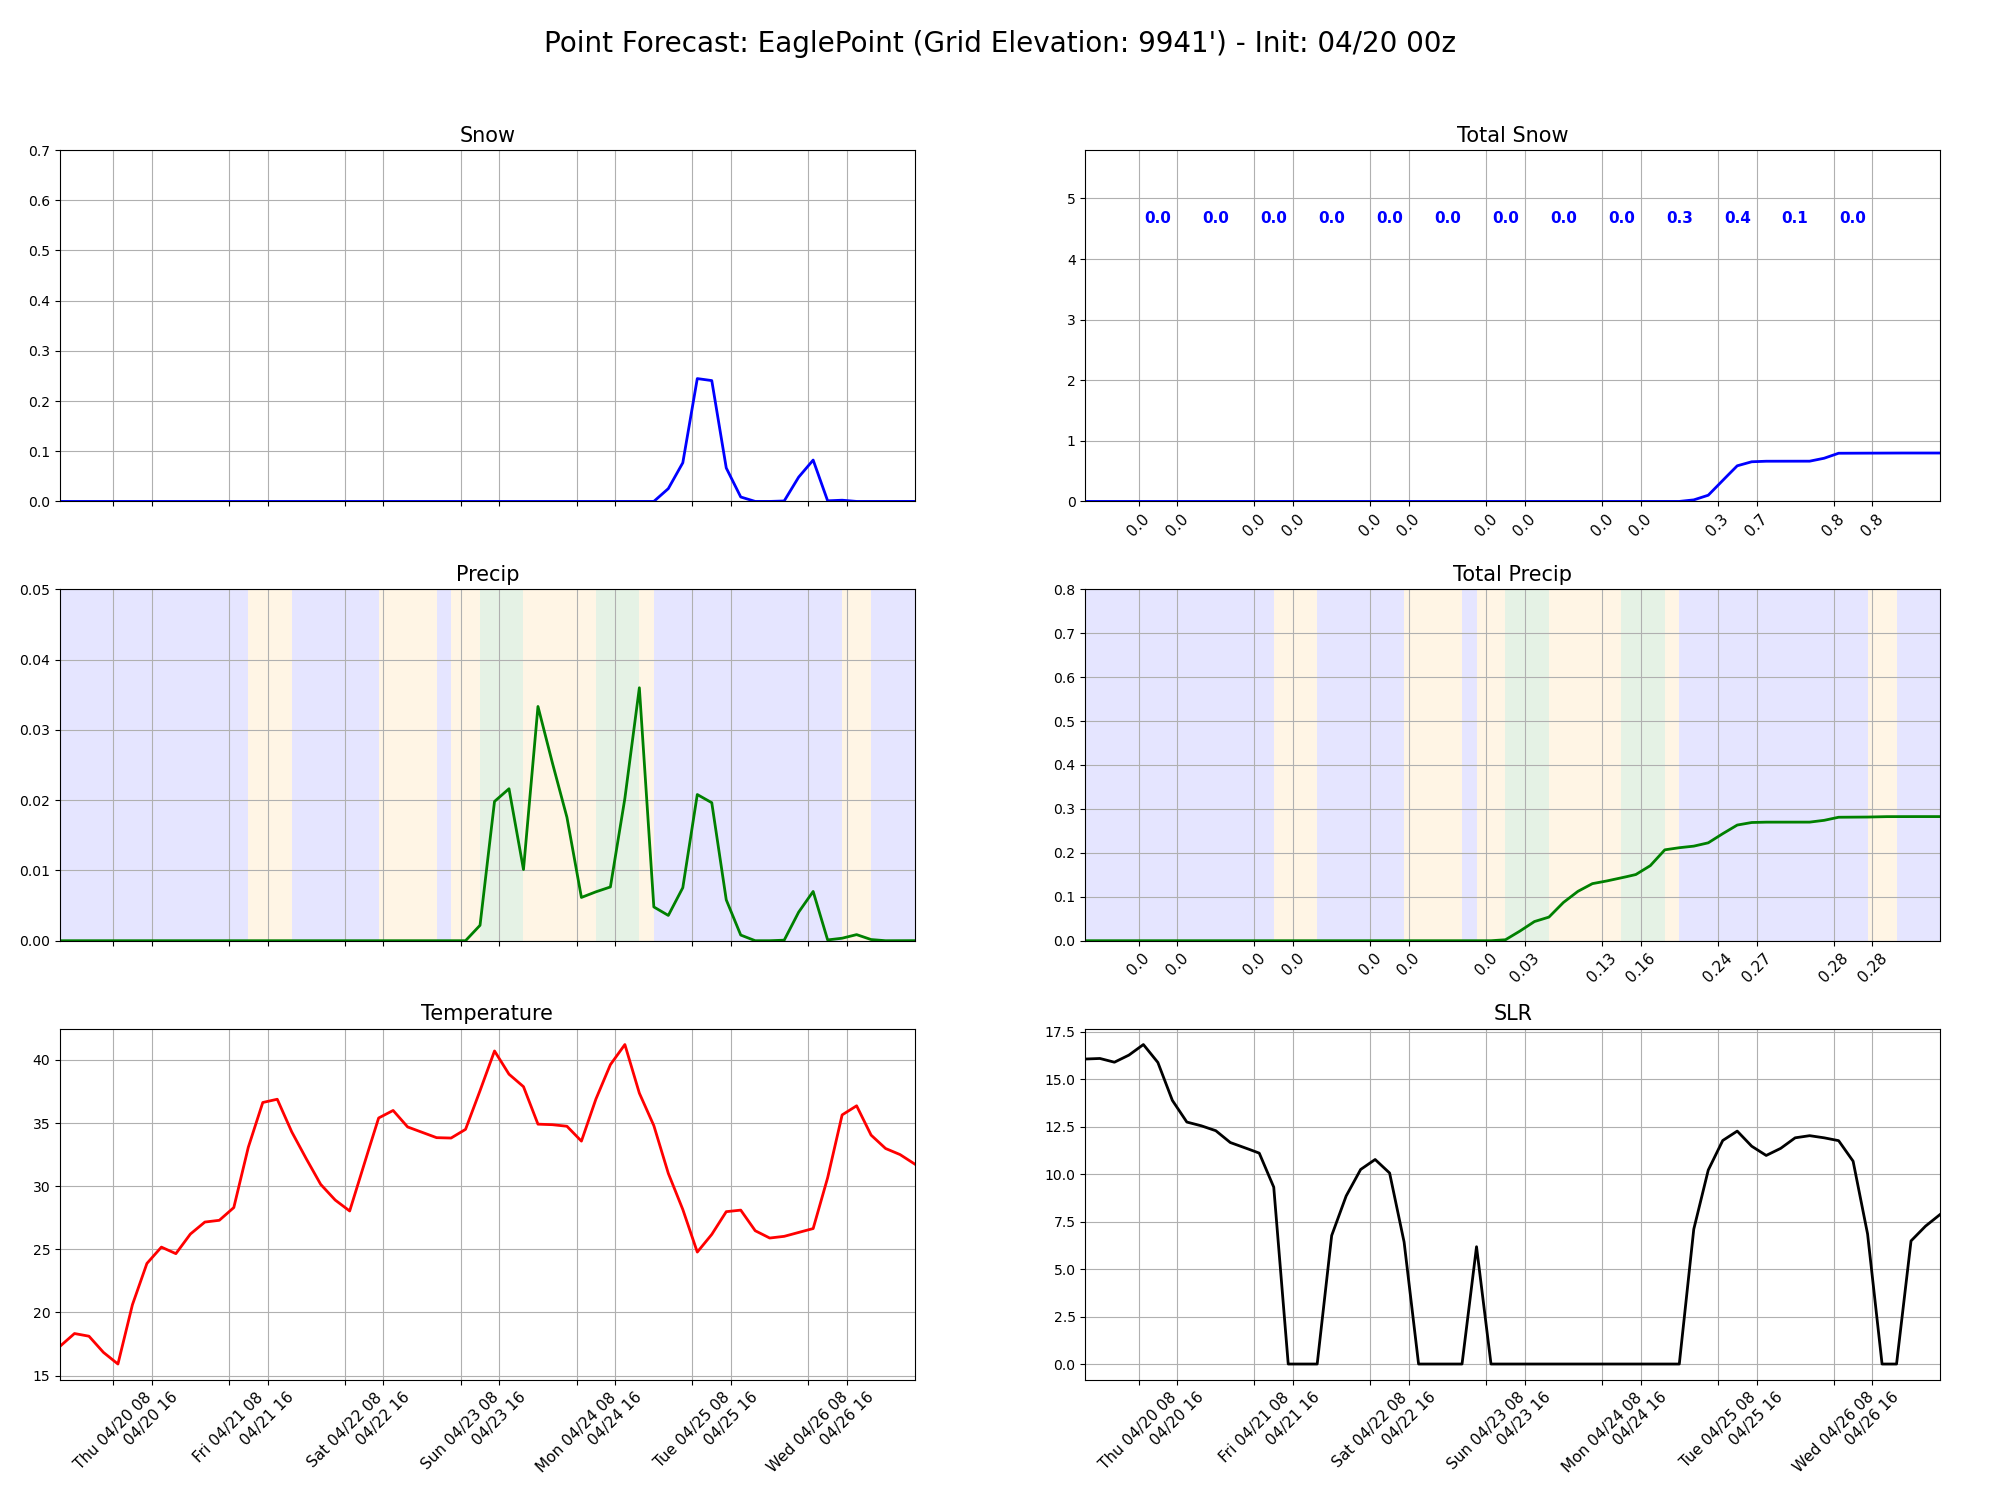 Point Forecast: EaglePoint (Grid Elevation: 9941') - Init: 04/20 00z
Snow
0.7
0.6
0.5
0.4
0.3
0.2
0.1
0.0
Total Snow
5
4
3
2
1
0
0.0 0.0 0.0 0.0 0.0 0.0 0.0 0.0 0.0 0.3 0.4 0.1 0.0
0.0 0.0 0.0 0.0 0.0 0.0 0.0 0.0 0.0 0.0 0.3 0.7 0.8 0.8
Precip
0.05
0.04
0.03
0.02
0.01
0.00
Total Precip
0.8
0.7
0.6
0.5
0.4
0.3
0.2
0.1
0.0
0.0 0.0 0.0 0.0 0.0 0.0 0.0 0.03 0.13 0.16 0.24 0.27 0.28 0.28
Temperature
40
35
30
25
20
15
Thu 04/20 08
04/20 16
Fri 04/21 08
04/21 16
Sat 04/22 08
04/22 16
Sun 04/23 08
04/23 16
Mon 04/24 08
04/24 16
Tue 04/25 08
04/25 16
Wed 04/26 08
04/26 16
SLR
17.5
15.0
12.5
10.0
7.5
5.0
2.5
0.0
Thu 04/20 08
04/20 16
Fri 04/21 08
04/21 16
Sat 04/22 08
04/22 16
Sun 04/23 08
04/23 16
Mon 04/24 08
04/24 16
Tue 04/25 08
04/25 16
Wed 04/26 08
04/26 16